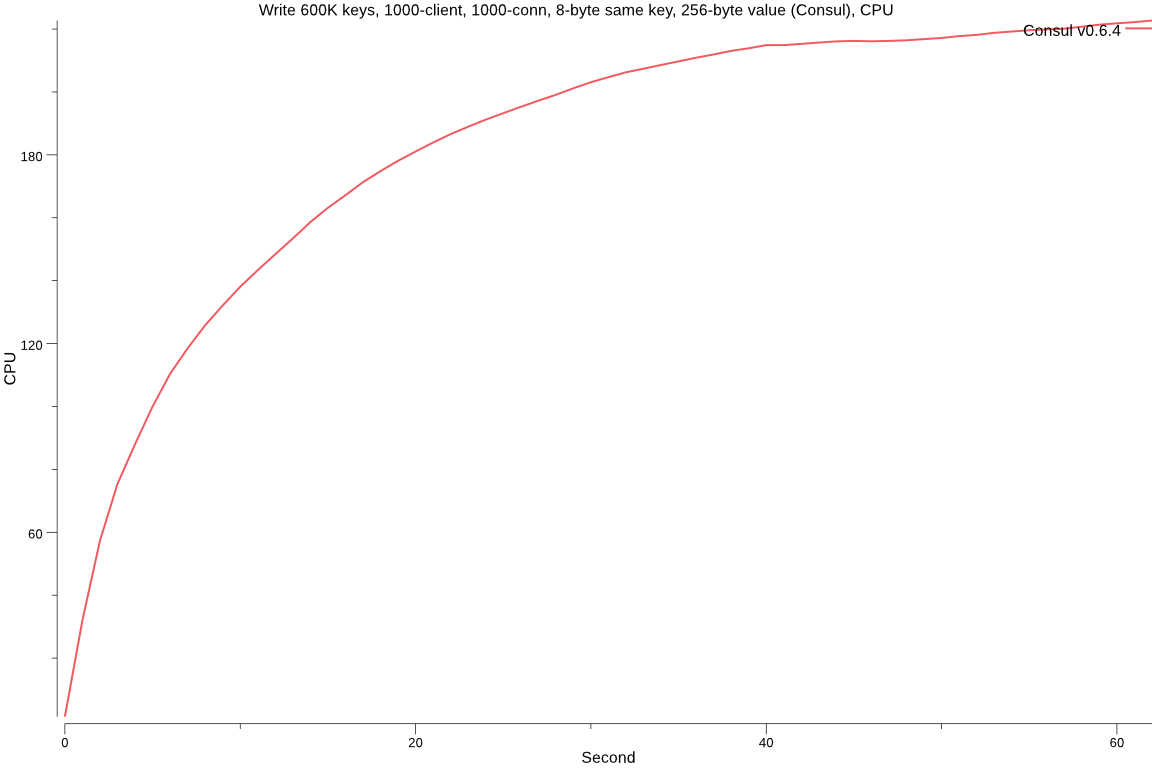 Write 600K keys, 1000-client, 1000-conn, 8-byte same key, 256-byte value (Consul), CPU
Consul v0.6.4
180
120
60
CPU
0
20
40
60
Second